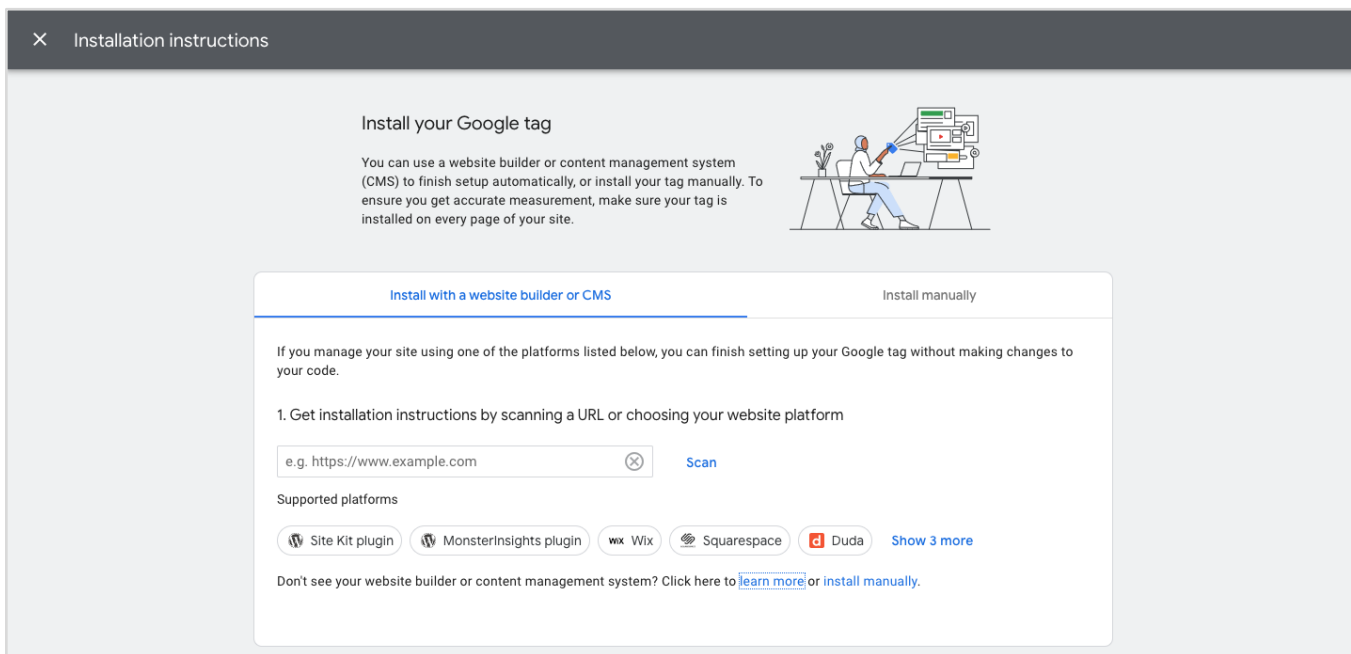 Installation instructions
Install your Google tag
You can use a website builder or content management system
(CMS) to finish setup automatically, or install your tag manually. To
ensure you get accurate measurement, make sure your tag is
installed on every page of your site.
Install with a website builder or CMS
Install manually
If you manage your site using one of the platforms listed below, you can finish setting up your Google tag without making changes to
your code.
1. Get installation instructions by scanning a URL or choosing your website platform
e.g. https://www.example.com
Scan
Supported platforms
Site Kit plugin
MonsterInsights plugin
WiX Wix
Squarespace
d Duda
Show 3 more
Don't see your website builder or content management system? Click here to learn more or install manually.